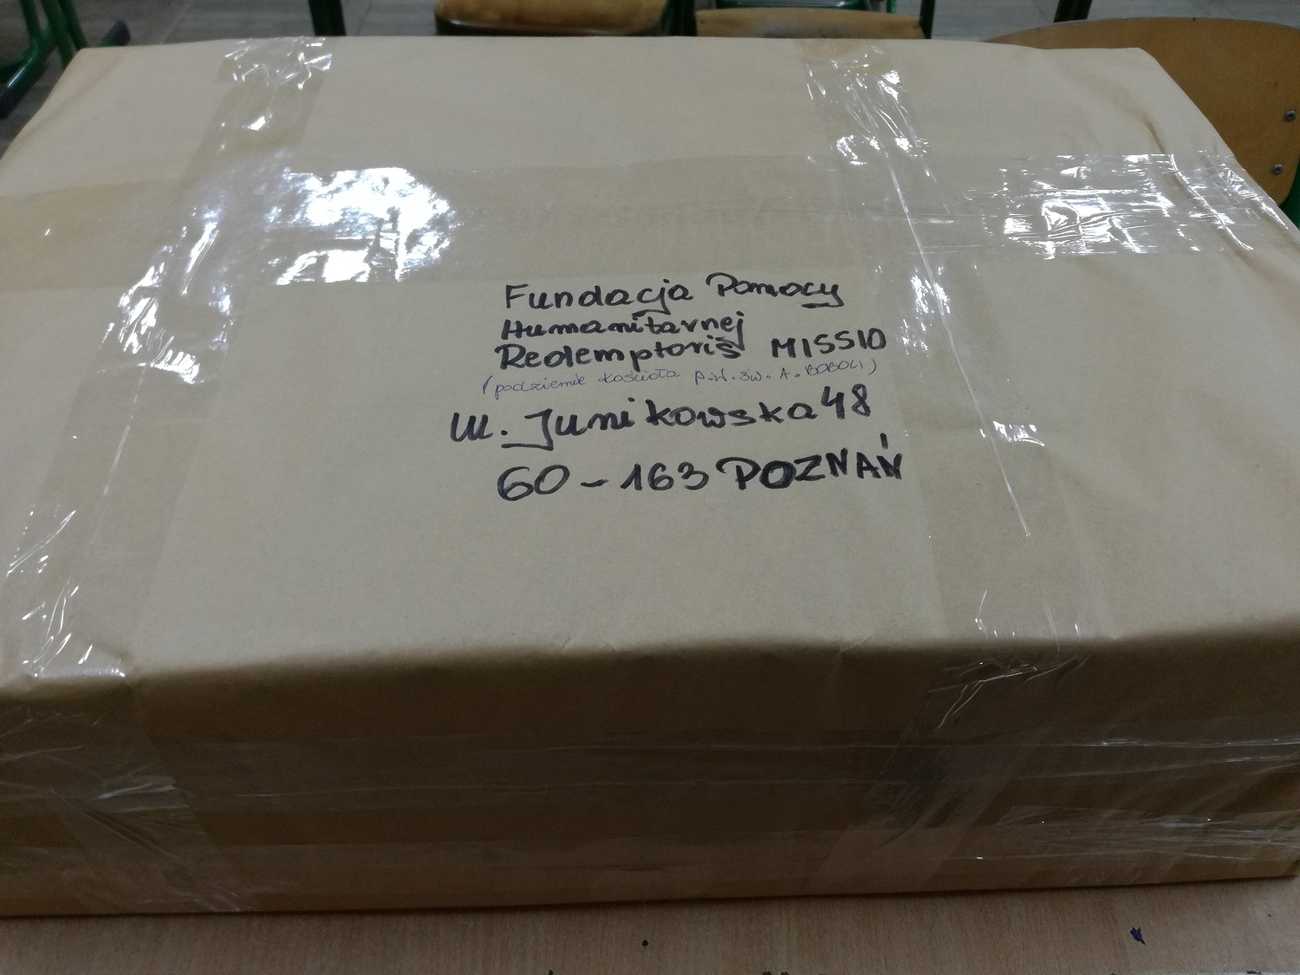 Fundacja Pomocy
Humanitarnej
Redemptoris MISSIO
(podziemie kościoła p.w. św. A. BOBOLI)
ul. Junikowska 48
60-163 POZNAŃ